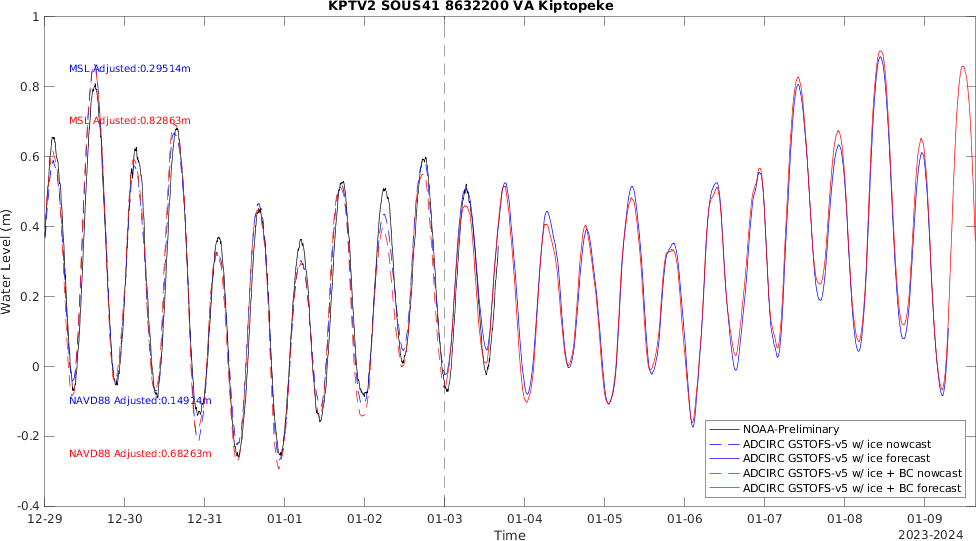 KPTV2 SOUS41 8632200 VA Kiptopeke
1
0.8
0.6
0.4
0.2
0
-0.2
-0.4
Water Level (m)
MSL Adjusted:0.29514m
MSL Adjusted:0.82863m
NAVD88 Adjusted:0.14914m
NAVD88 Adjusted:0.68263m
NOAA-Preliminary
ADCIRC GSTOFS-v5 w/ ice nowcast
ADCIRC GSTOFS-v5 w/ ice forecast
ADCIRC GSTOFS-v5 w/ ice + BC nowcast
ADCIRC GSTOFS-v5 w/ ice + BC forecast
12-29 12-30 12-31 01-01 01-02 01-03 01-04 01-05 01-06 01-07 01-08 01-09
Time
2023-2024